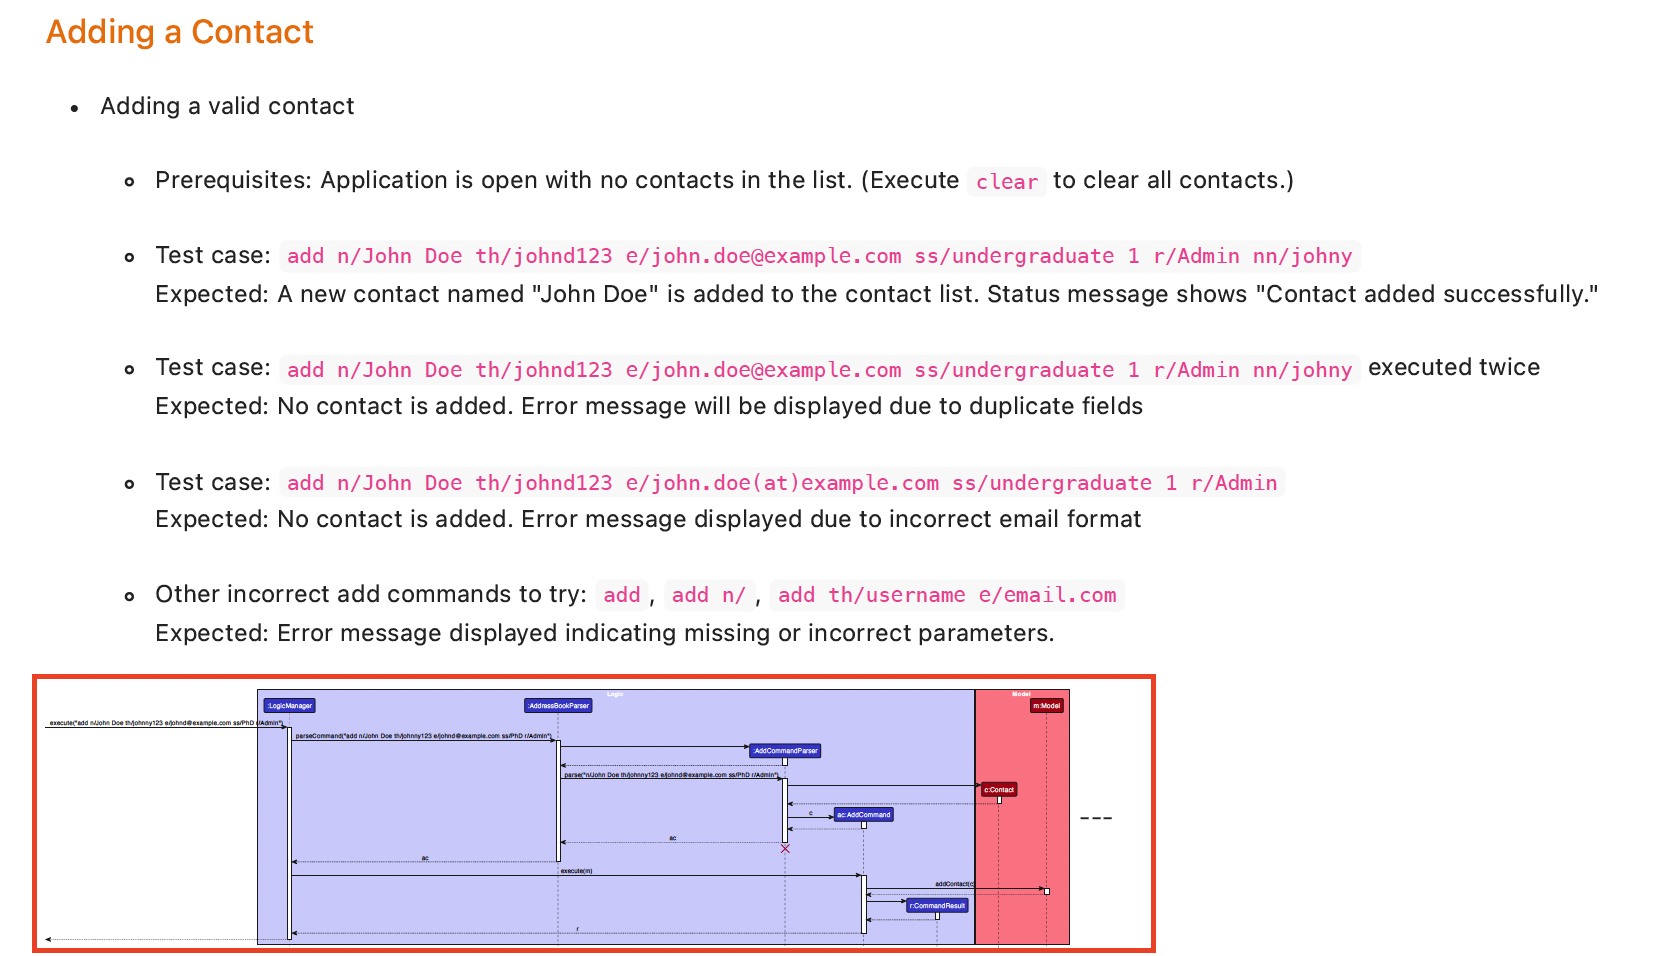 Adding a Contact
Adding a valid contact
Prerequisites: Application is open with no contacts in the list. (Execute clear to clear all contacts.)
Test case: add n/John Doe th/johnd123 e/john.doe@example.com ss/undergraduate 1 r/Admin nn/johny
Expected: A new contact named "John Doe" is added to the contact list. Status message shows "Contact added successfully."
Test case: add n/John Doe th/johnd123 e/john.doe@example.com ss/undergraduate 1 r/Admin nn/johny executed twice
Expected: No contact is added. Error message will be displayed due to duplicate fields
Test case: add n/John Doe th/johnd123 e/john.doe(at)example.com ss/undergraduate 1 r/Admin
Expected: No contact is added. Error message displayed due to incorrect email format
Other incorrect add commands to try: add, add n/, add th/username e/email.com
Expected: Error message displayed indicating missing or incorrect parameters.
Logic
Model
:LogicManager
:AddressBookParser
m:Model
execute("add n/John Doe th/johnny123 e/johnd@example.com ss/PhD r/Admin")
parseCommand("add n/John Doe th/johnny123 e/johnd@example.com ss/PhD r/Admin")
:AddCommandParser
parse("n/John Doe th/johnny123 e/johnd@example.com ss/PhD r/Admin")
c:Contact
c
ac:AddCommand
ac
ac
execute(m)
addContact(c)
r:CommandResult
r
---